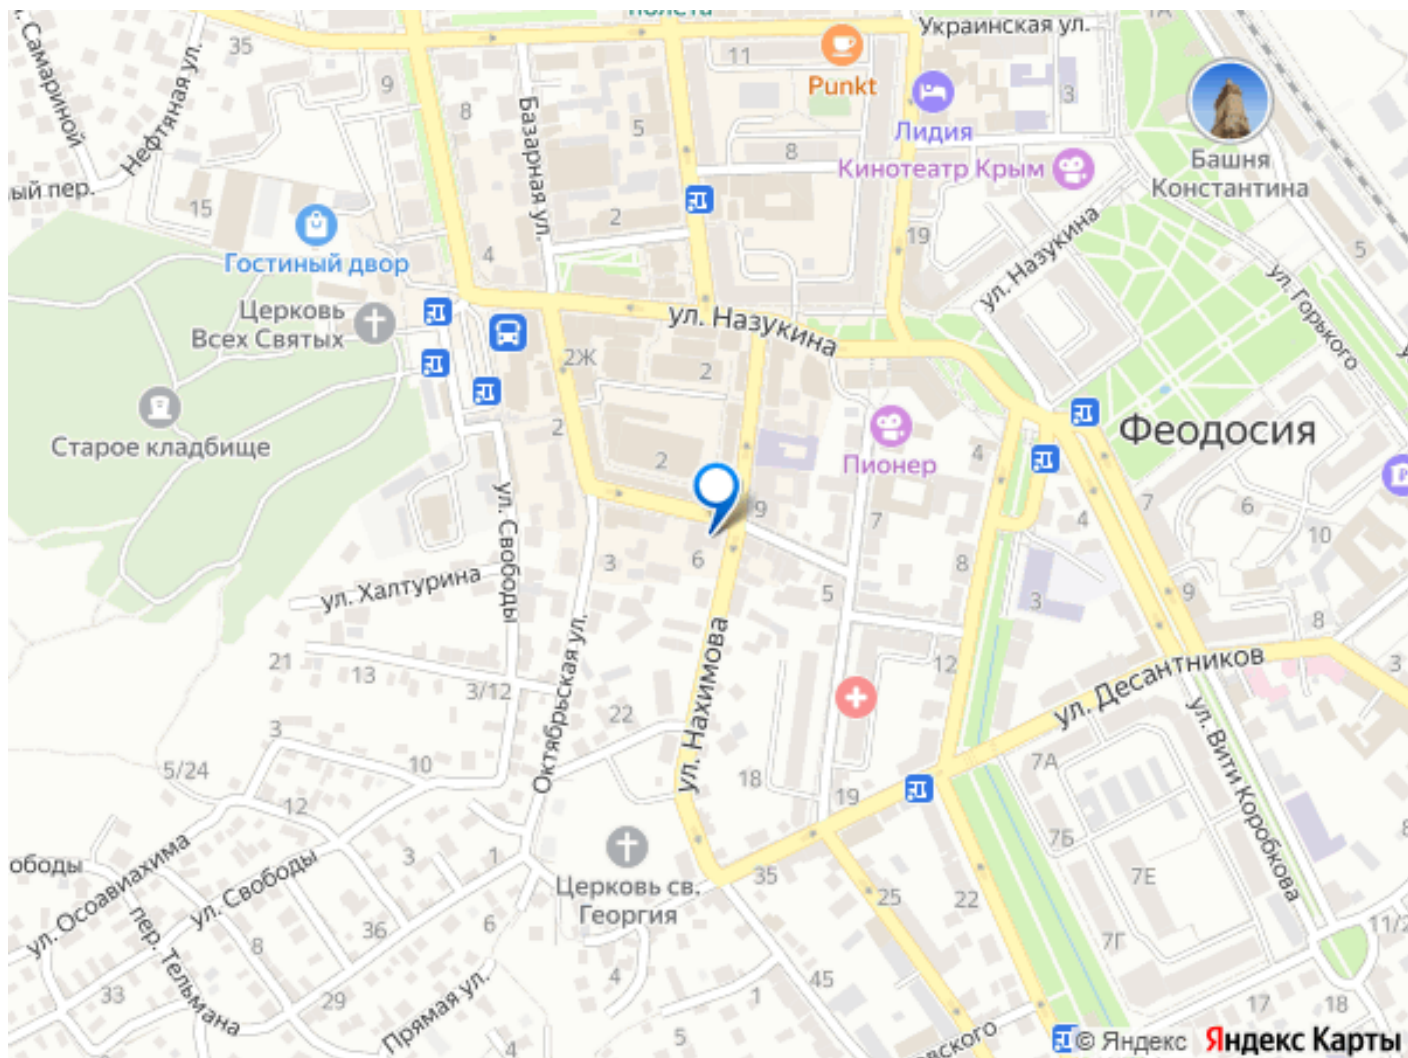 Украинская ул.
1А
35
11
Punkt
ул. Самариной
Нефтяная ул.
9
8
Базарная ул.
5
3
Лидия
8
Кинотеатр Крым
Башня
Константина
ый пер.
15
2
19
ул. Назукина
5
Гостиный двор
4
ул. Горького
Церковь
Всех Святых
ул. Назукина
2Ж
2
Старое кладбище
2
2
Пионер
4
Феодосия
ул. Свободы
9
7
7
6
10
4
3
6
8
ул. Халтурина
5
3
9
8
21
13
3/12
Октябрьская ул.
22
ул. Нахимова
12
ул. Десантников
3
ул. Вити Коробкова
3
5/24
10
18
7А
12
19
7Б
ободы
ул. Осоавиахима
ул. Свободы
3
1
Церковь св.
Георгия
35
25
22
7Е
пер. Тельмана
8
36
6
7Г
11/2
33
29
Прямая ул.
4
45
1
17
18
4
5
вского
© Яндекс
Яндекс Карты